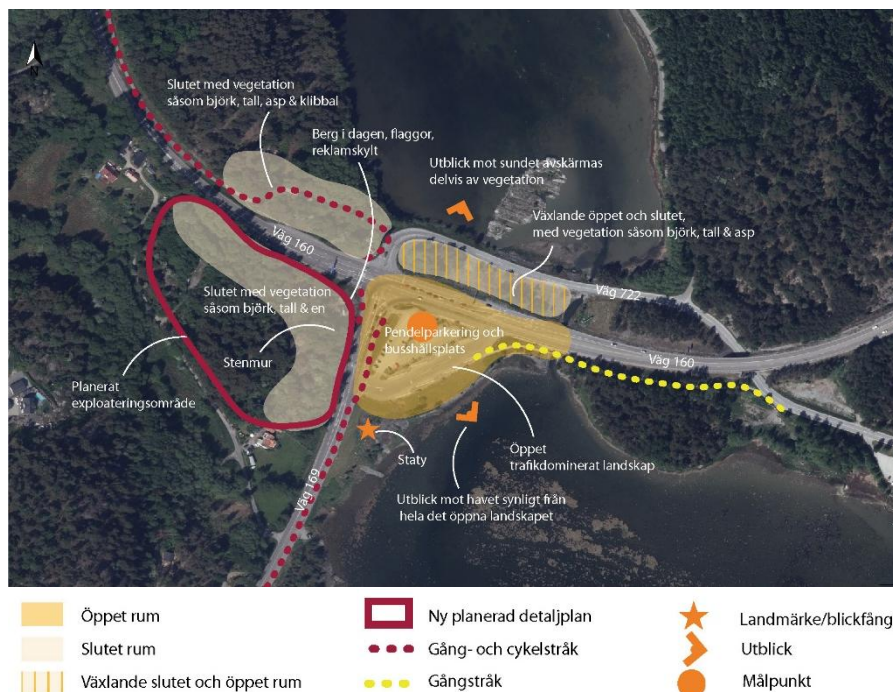 N
Slutet med vegetation
såsom björk, tall, asp & klibbal
Berg i dagen, flaggor,
reklamskylt
Utblick mot sundet avskärmas
delvis av vegetation
Växlande öppet och slutet,
med vegetation såsom björk, tall & asp
Väg 160
Väg 722
Slutet med vegetation
såsom björk, tall & en
Pendelparkering och
busshållsplats
Väg 160
Stenmur
Planerat
exploateringsområde
Öppet
trafikdominerat landskap
Staty
Väg 169
Utblick mot havet synligt från
hela det öppna landskapet
Öppet rum
Slutet rum
Växlande slutet och öppet rum
Ny planerad detaljplan
Gång- och cykelstråk
Gångstråk
Landmärke/blickfång
Utblick
Målpunkt